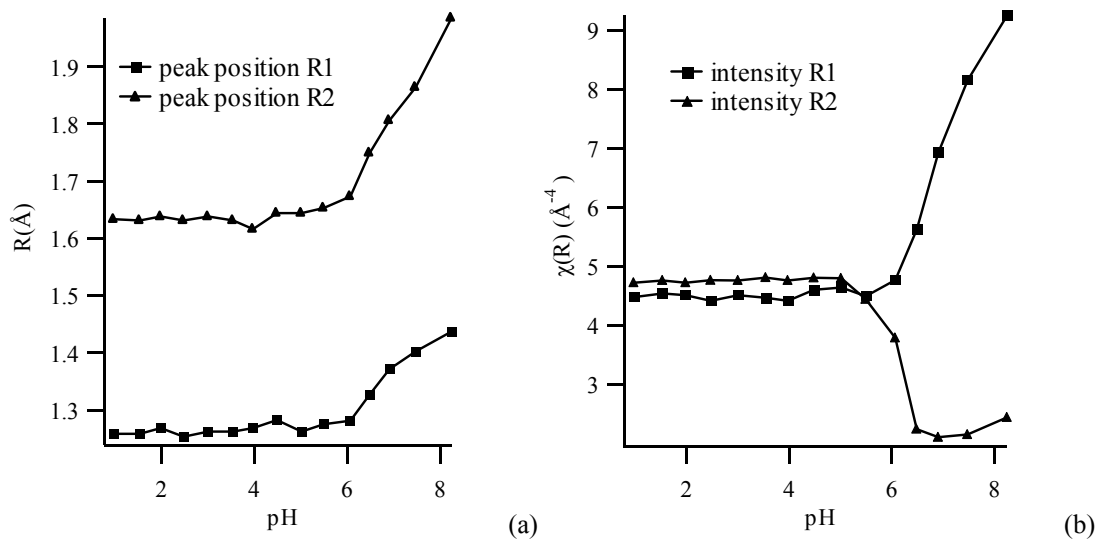 1.9
1.8
1.7
1.6
1.5
1.4
1.3
R(Å)
peak position R1
peak position R2
2
4
6
8
pH
(a)
9
8
7
6
5
4
3
χ(R) (Å⁻⁴)
intensity R1
intensity R2
2
4
6
8
pH
(b)